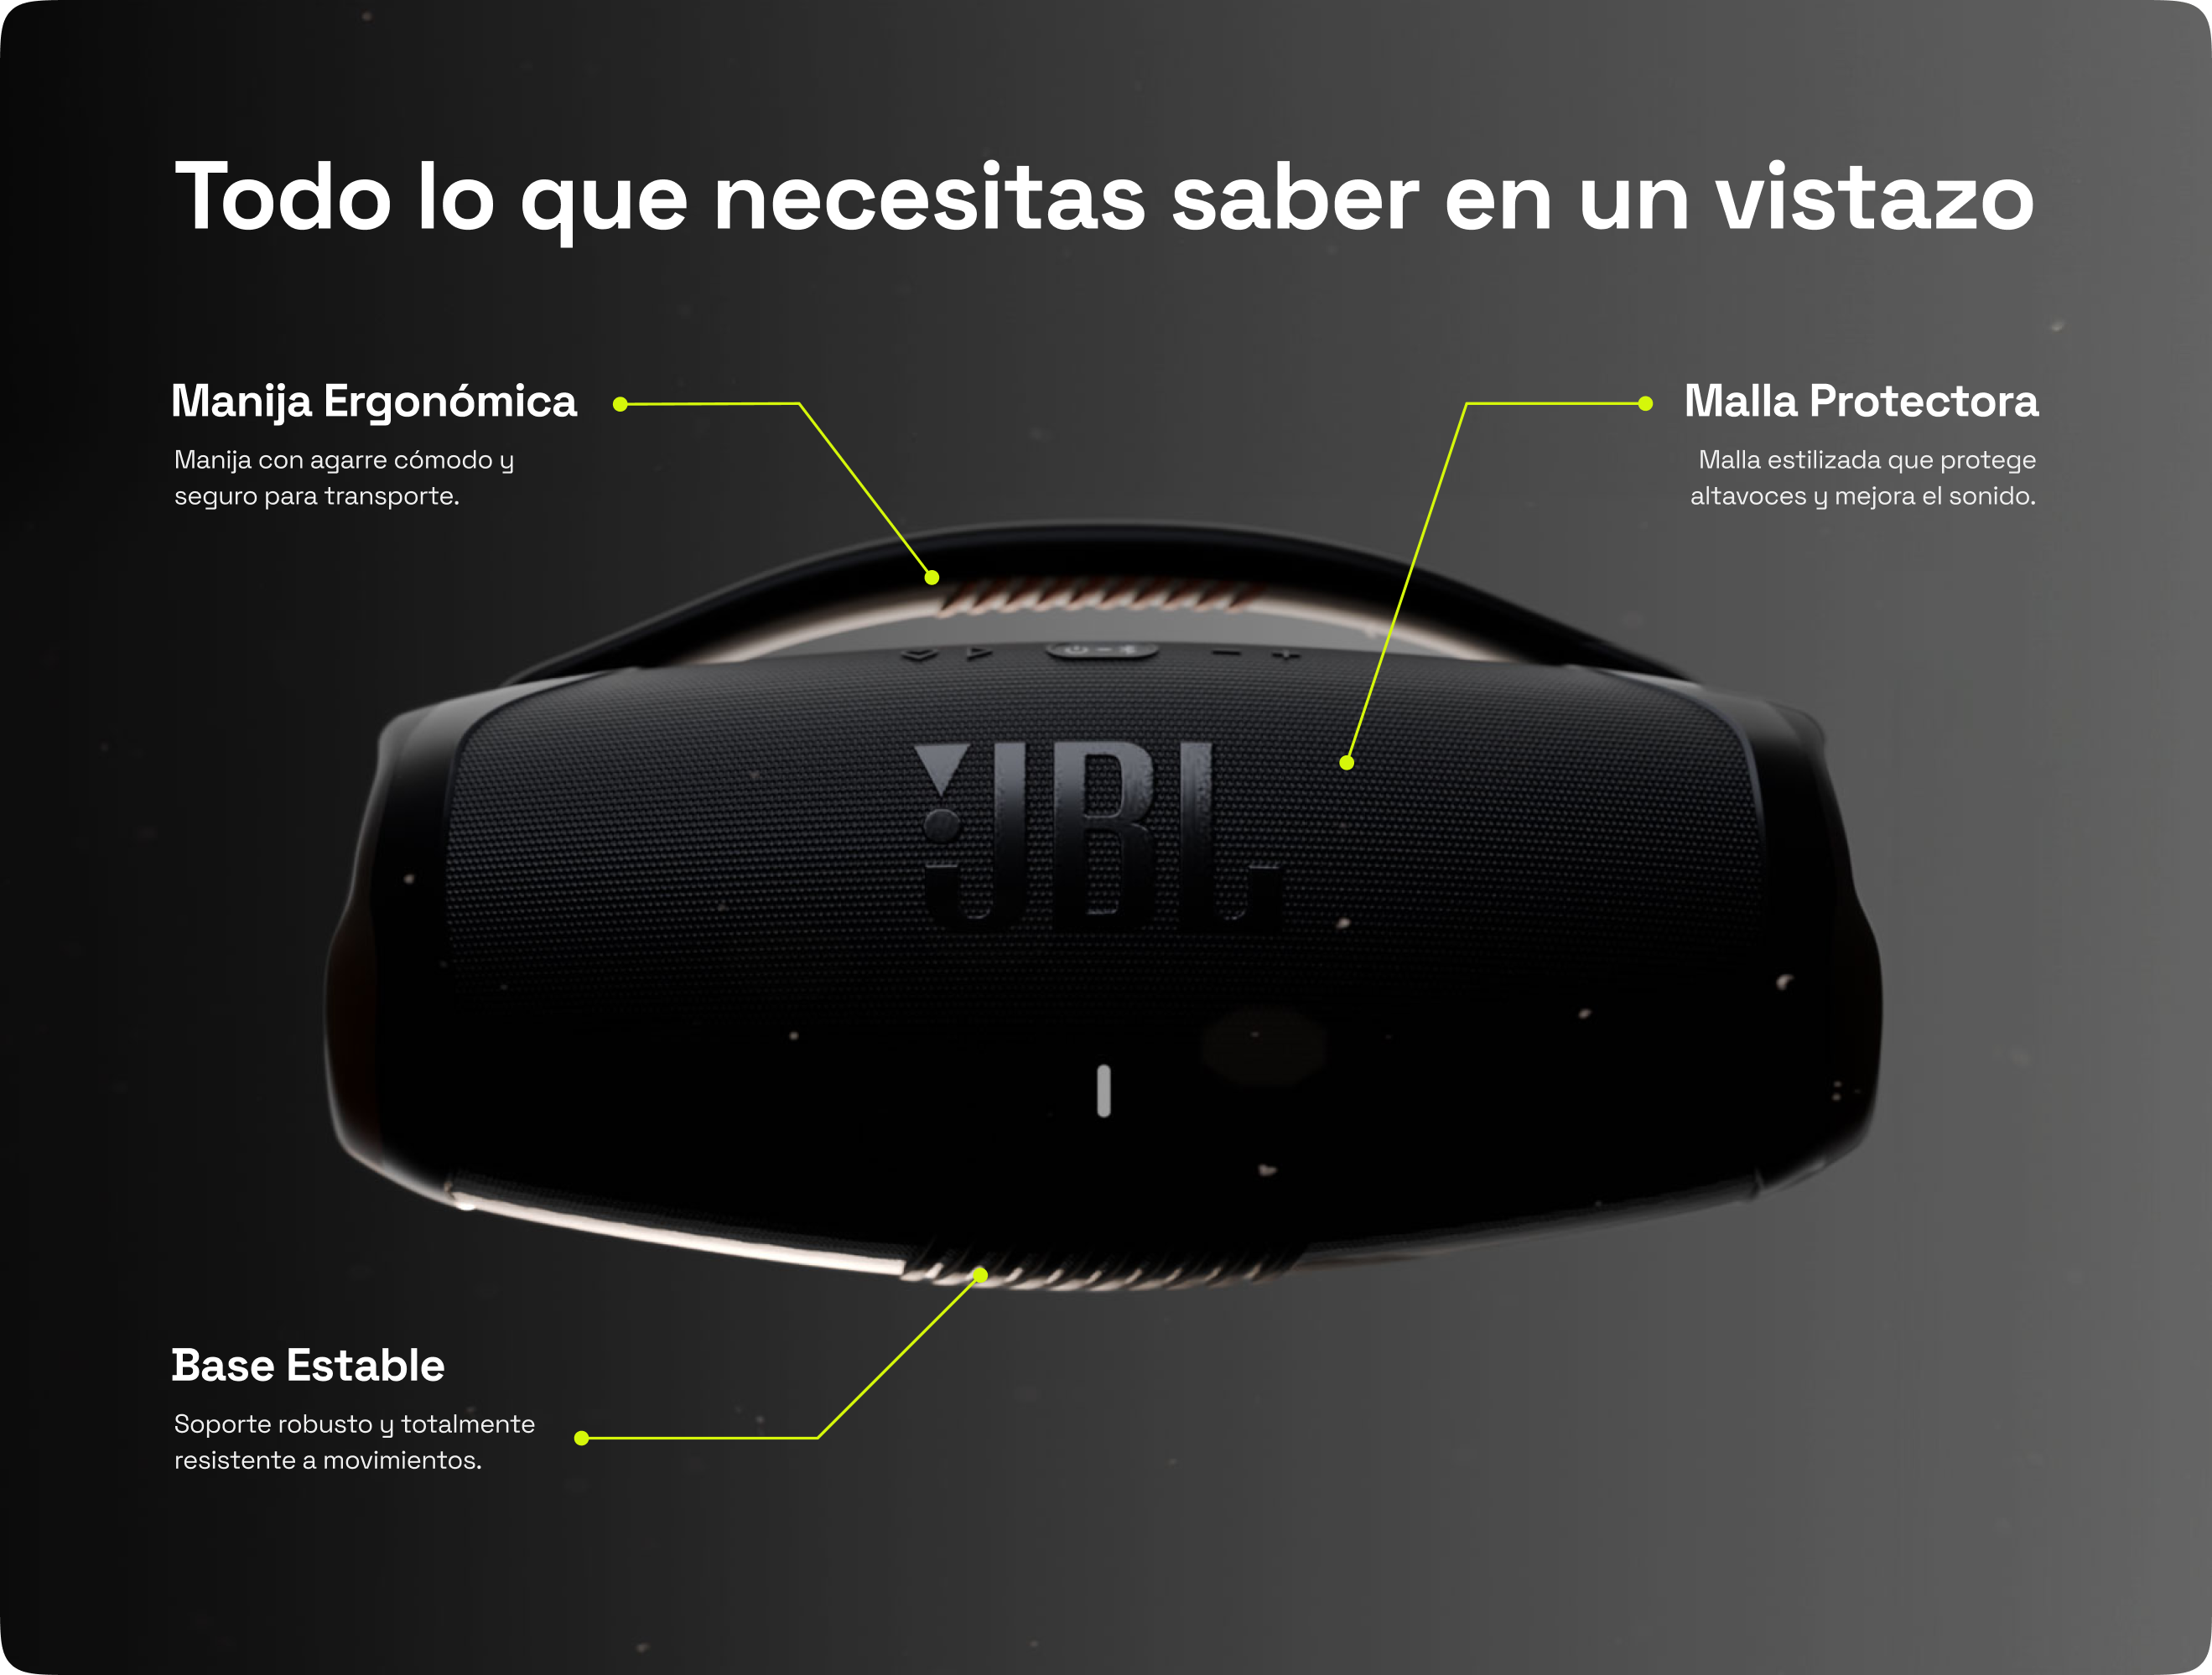 Todo lo que necesitas saber en un vistazo
Manija Ergonómica
Manija con agarre cómodo y
seguro para transporte.
Malla Protectora
Malla estilizada que protege
altavoces y mejora el sonido.
JBL
Base Estable
Soporte robusto y totalmente
resistente a movimientos.